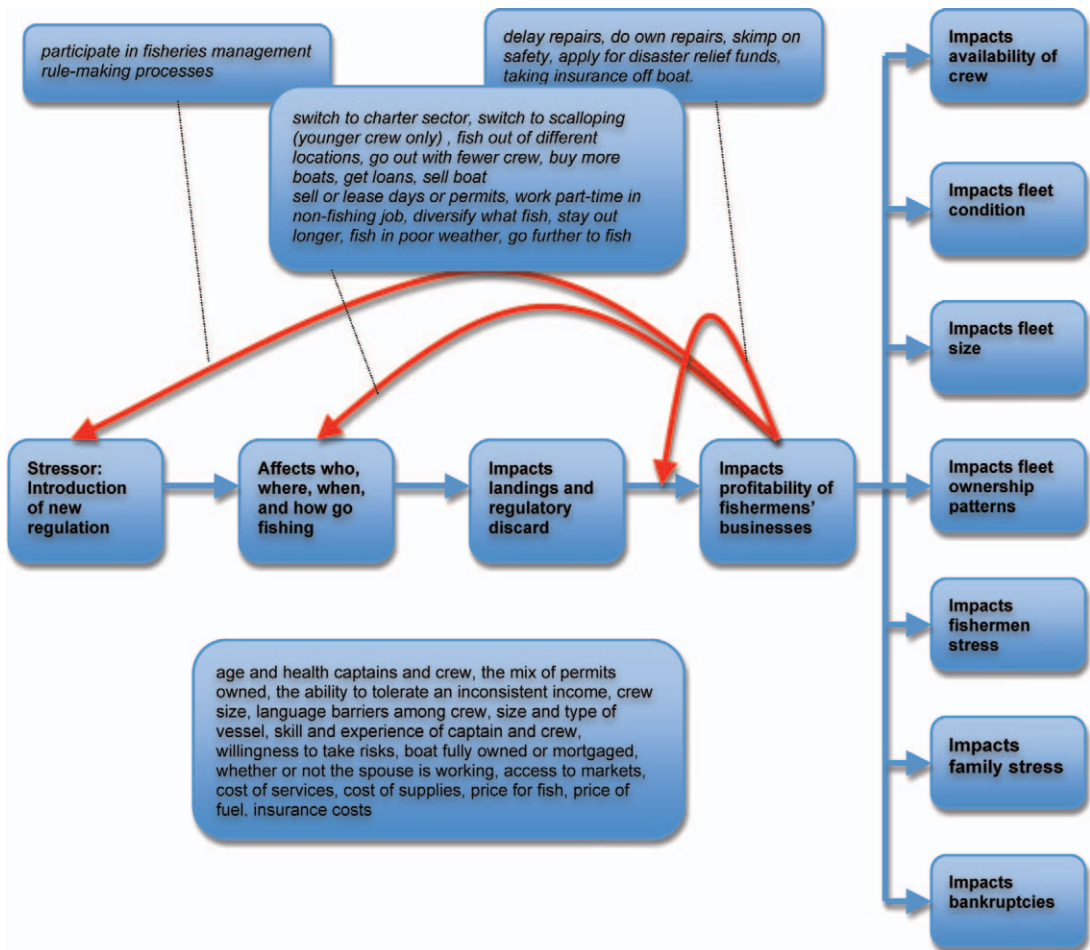 participate in fisheries management
rule-making processes
delay repairs, do own repairs, skimp on
safety, apply for disaster relief funds,
taking insurance off boat.
switch to charter sector, switch to scalloping
(younger crew only) , fish out of different
locations, go out with fewer crew, buy more
boats, get loans, sell boat
sell or lease days or permits, work part-time in
non-fishing job, diversify what fish, stay out
longer, fish in poor weather, go further to fish
Stressor:
Introduction
of new
regulation
Affects who,
where, when,
and how go
fishing
Impacts
landings and
regulatory
discard
Impacts
profitability of
fishermens'
businesses
Impacts
availability of
crew
Impacts fleet
condition
Impacts fleet
size
Impacts fleet
ownership
patterns
Impacts
fishermen
stress
Impacts
family stress
Impacts
bankruptcies
age and health captains and crew, the mix of permits
owned, the ability to tolerate an inconsistent income, crew
size, language barriers among crew, size and type of
vessel, skill and experience of captain and crew,
willingness to take risks, boat fully owned or mortgaged,
whether or not the spouse is working, access to markets,
cost of services, cost of supplies, price for fish, price of
fuel, insurance costs